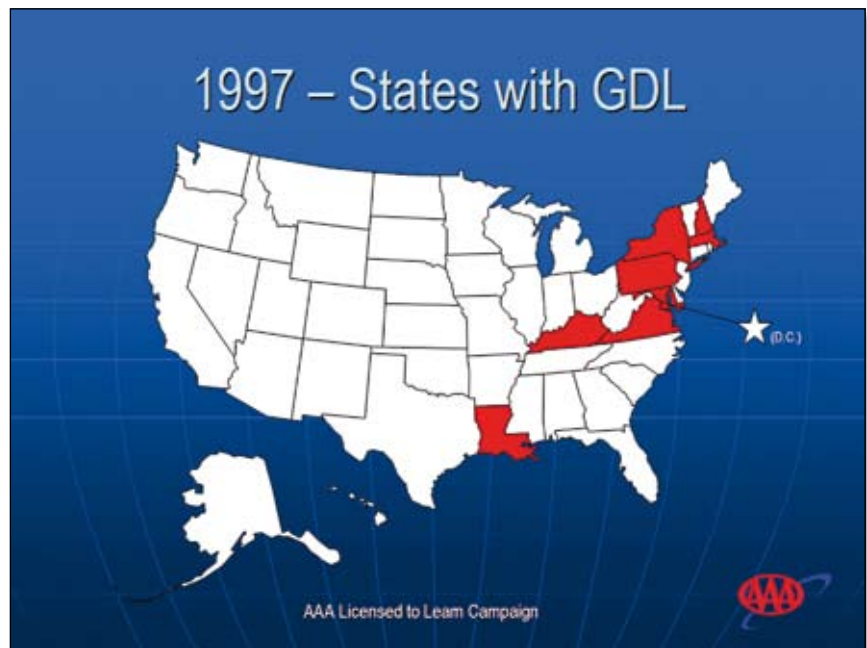 1997 – States with GDL
(D.C.)
AAA Licensed to Learn Campaign
AAA